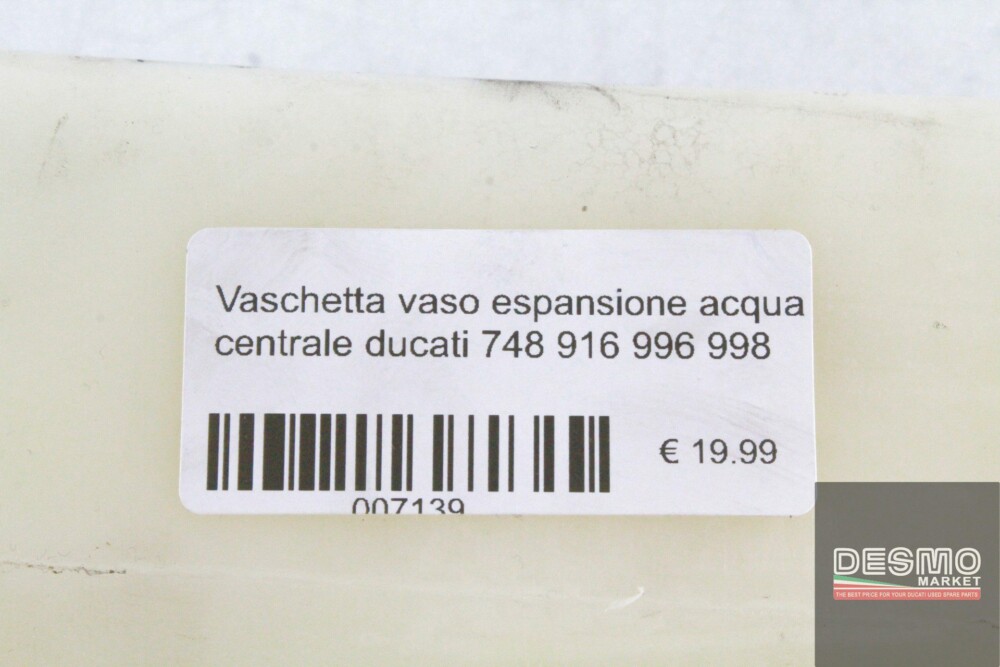 Vaschetta vaso espansione acqua
centrale ducati 748 916 996 998
€ 19.99
007139
DESMO
MARKET
THE BEST PRICE FOR YOUR DUCATI USED SPARE PARTS